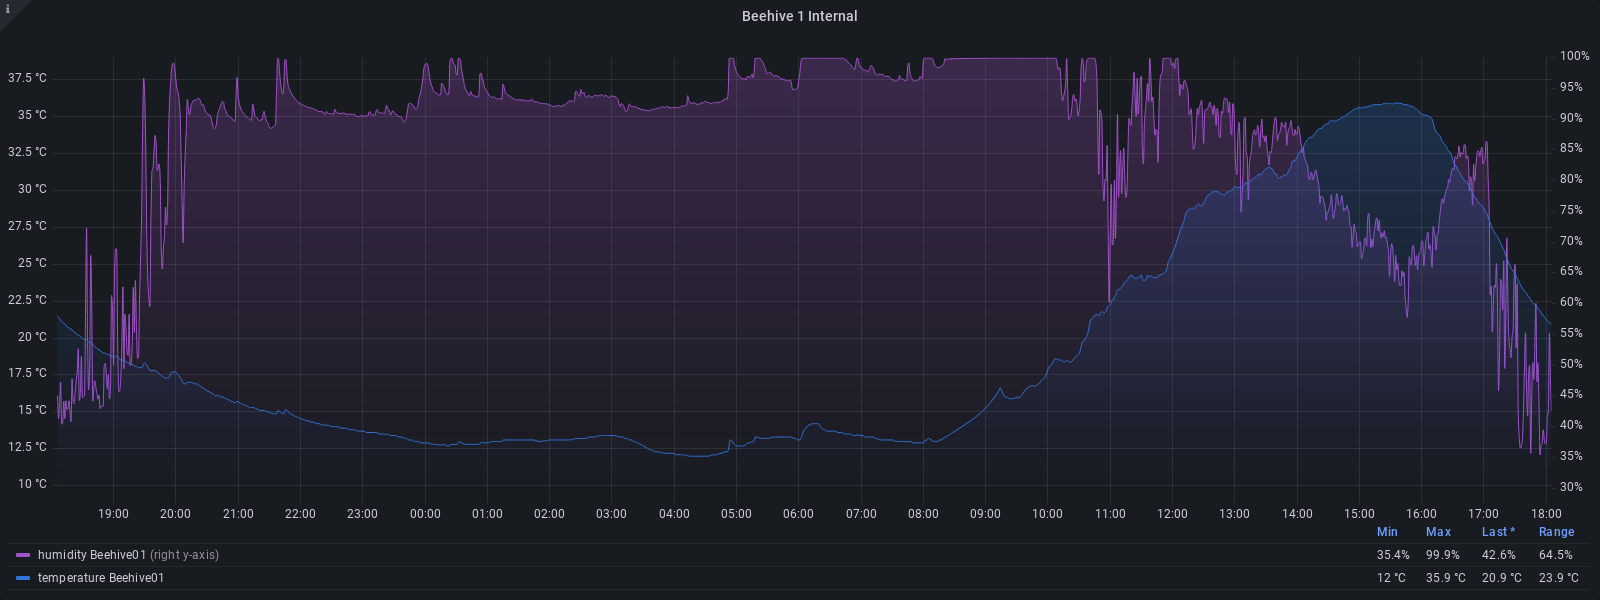 i
Beehive 1 Internal
37.5 °C
35 °C
32.5 °C
30 °C
27.5 °C
25 °C
22.5 °C
20 °C
17.5 °C
15 °C
12.5 °C
10 °C
100%
95%
90%
85%
80%
75%
70%
65%
60%
55%
50%
45%
40%
35%
30%
19:00 20:00 21:00 22:00 23:00 00:00 01:00 02:00 03:00 04:00 05:00 06:00 07:00 08:00 09:00 10:00 11:00 12:00 13:00 14:00 15:00 16:00 17:00 18:00
Min Max Last * Range
humidity Beehive01 (right y-axis) 35.4% 99.9% 42.6% 64.5%
temperature Beehive01 12 °C 35.9 °C 20.9 °C 23.9 °C